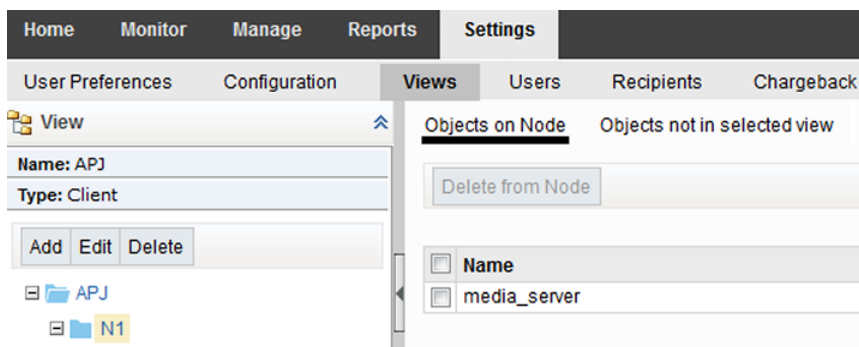 Home Monitor Manage Reports Settings
User Preferences Configuration Views Users Recipients Chargeback
View
Name: APJ
Type: Client
Add Edit Delete
APJ
N1
Objects on Node Objects not in selected view
Delete from Node
Name
media_server